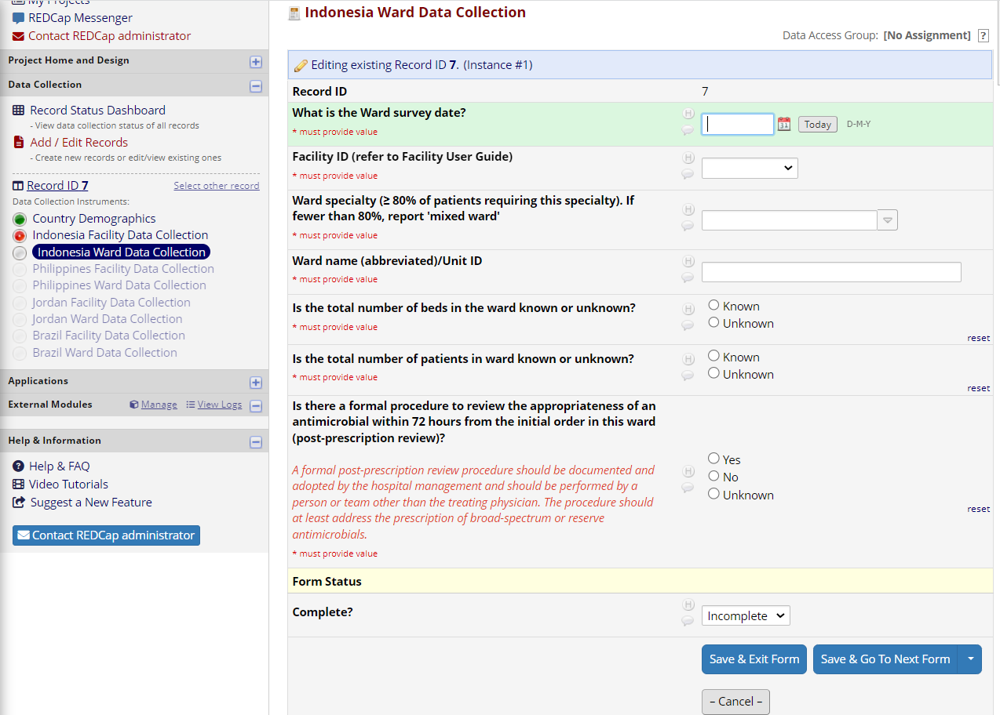 My Projects
REDCap Messenger
Contact REDCap administrator
Project Home and Design
Data Collection
Record Status Dashboard
- View data collection status of all records
Add / Edit Records
- Create new records or edit/view existing ones
Record ID 7 Select other record
Data Collection Instruments:
Country Demographics
Indonesia Facility Data Collection
Indonesia Ward Data Collection
Philippines Facility Data Collection
Philippines Ward Data Collection
Jordan Facility Data Collection
Jordan Ward Data Collection
Brazil Facility Data Collection
Brazil Ward Data Collection
Applications
External Modules Manage View Logs
Help & Information
Help & FAQ
Video Tutorials
Suggest a New Feature
Contact REDCap administrator
Indonesia Ward Data Collection
Data Access Group: [No Assignment] ?
Editing existing Record ID 7. (Instance #1)
Record ID 7
What is the Ward survey date?
* must provide value
H
31 Today D-M-Y
Facility ID (refer to Facility User Guide)
* must provide value
H
Ward specialty (≥ 80% of patients requiring this specialty). If
fewer than 80%, report 'mixed ward'
* must provide value
H
Ward name (abbreviated)/Unit ID
* must provide value
H
Is the total number of beds in the ward known or unknown?
* must provide value
H
Known
Unknown
reset
Is the total number of patients in ward known or unknown?
* must provide value
H
Known
Unknown
reset
Is there a formal procedure to review the appropriateness of an
antimicrobial within 72 hours from the initial order in this ward
(post-prescription review)?
A formal post-prescription review procedure should be documented and
adopted by the hospital management and should be performed by a
person or team other than the treating physician. The procedure should
at least address the prescription of broad-spectrum or reserve
antimicrobials.
* must provide value
H
Yes
No
Unknown
reset
Form Status
Complete?
H
Incomplete
Save & Exit Form Save & Go To Next Form
– Cancel –